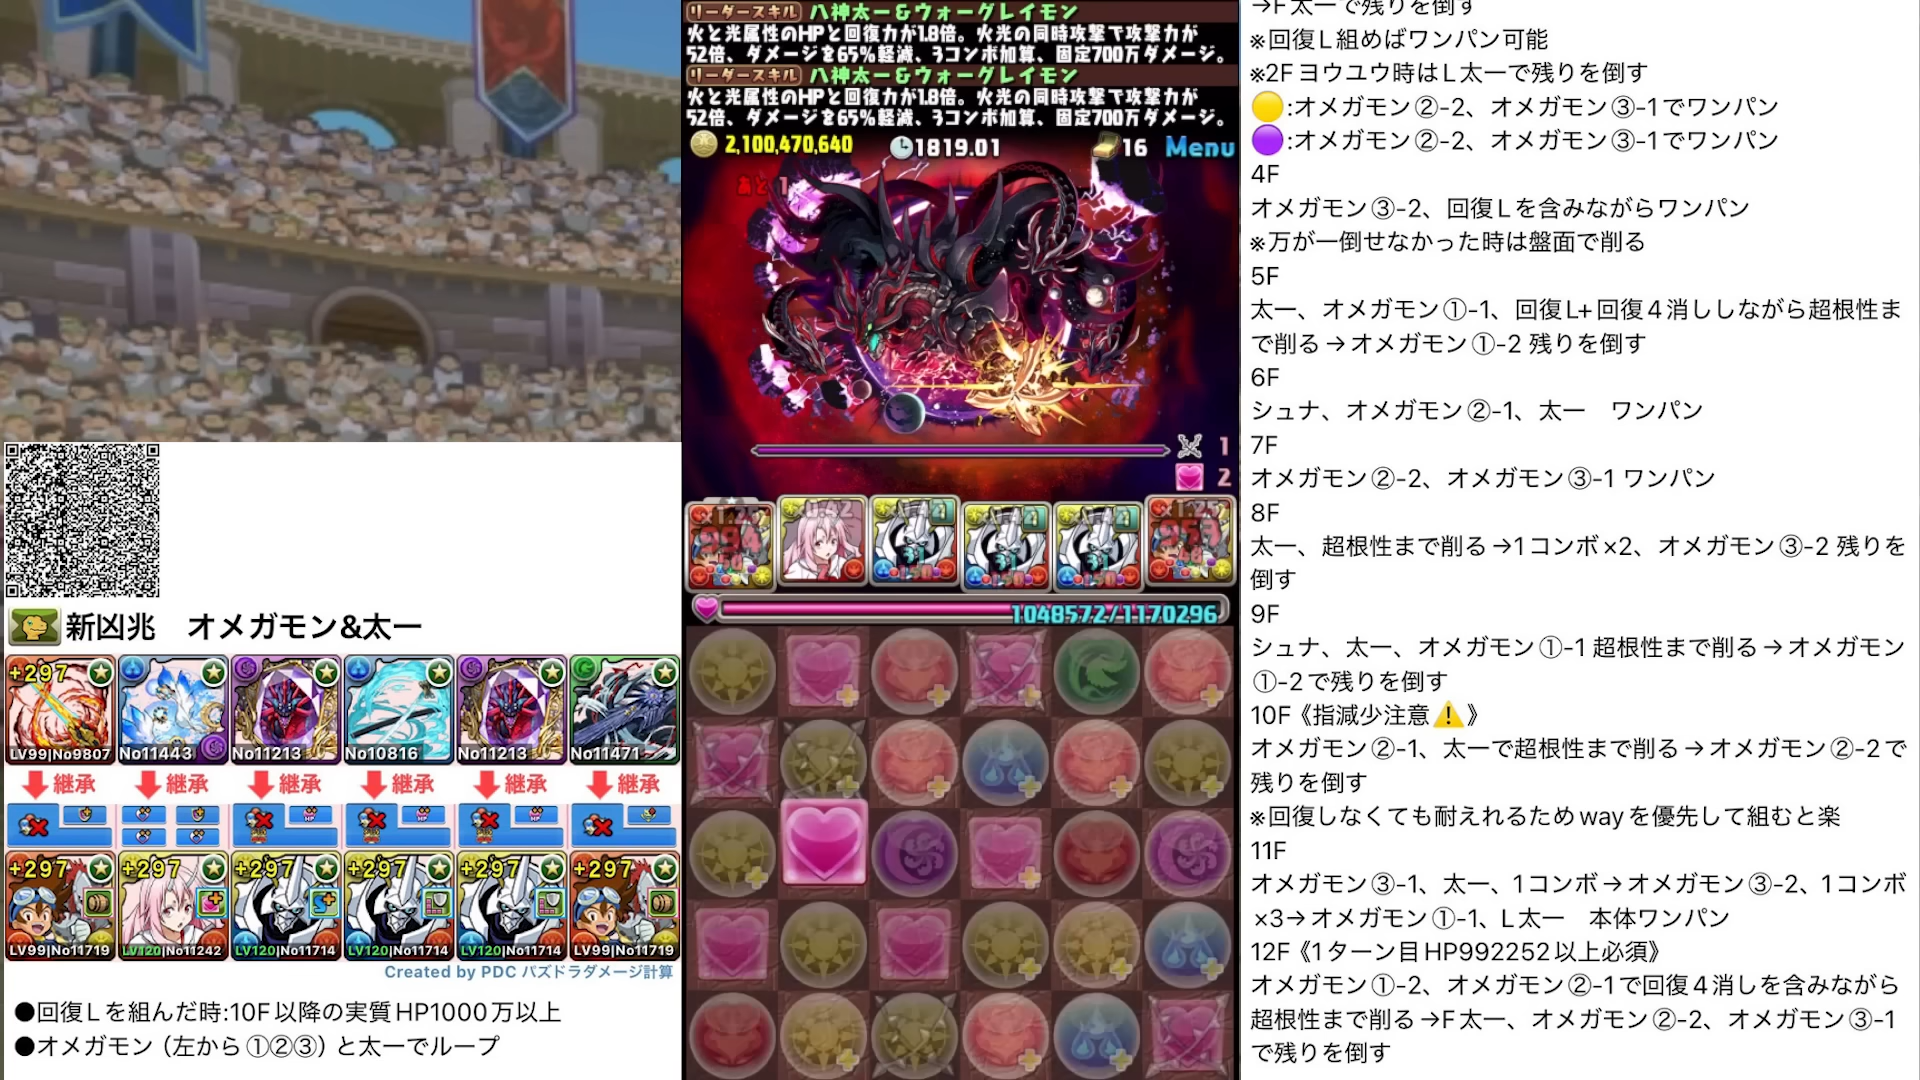 新凶兆　オメガモン&太一
+297
LV99|No9807
No11443
No11213
No10816
No11213
No11471
継承
継承
継承
継承
継承
継承
+297
+297
+297
+297
+297
+297
LV99|No11719
LV120|No11242
LV120|No11714
LV120|No11714
LV120|No11714
LV99|No11719
Created by PDC パズドラダメージ計算
●回復Lを組んだ時:10F以降の実質HP1000万以上
●オメガモン（左から①②③）と太一でループ
リーダースキル 八神太一&ウォーグレイモン
火と光属性のHPと回復力が1.8倍。火光の同時攻撃で攻撃力が
52倍、ダメージを65%軽減、3コンボ加算、固定700万ダメージ。
リーダースキル 八神太一&ウォーグレイモン
火と光属性のHPと回復力が1.8倍。火光の同時攻撃で攻撃力が
52倍、ダメージを65%軽減、3コンボ加算、固定700万ダメージ。
2,100,470,640
1819.01
16
Menu
あと1
1
2
1048572/1170296
→F太一で残りを倒す
※回復L組めばワンパン可能
※2Fヨウユウ時はL太一で残りを倒す
:オメガモン②-2、オメガモン③-1でワンパン
:オメガモン②-2、オメガモン③-1でワンパン
4F
オメガモン③-2、回復Lを含みながらワンパン
※万が一倒せなかった時は盤面で削る
5F
太一、オメガモン①-1、回復L+回復4消ししながら超根性ま
で削る→オメガモン①-2 残りを倒す
6F
シュナ、オメガモン②-1、太一　ワンパン
7F
オメガモン②-2、オメガモン③-1 ワンパン
8F
太一、超根性まで削る→1コンボ×2、オメガモン③-2 残りを
倒す
9F
シュナ、太一、オメガモン①-1 超根性まで削る→オメガモン
①-2で残りを倒す
10F《指減少注意⚠️》
オメガモン②-1、太一で超根性まで削る→オメガモン②-2で
残りを倒す
※回復しなくても耐えれるためwayを優先して組むと楽
11F
オメガモン③-1、太一、1コンボ→オメガモン③-2、1コンボ
×3→オメガモン①-1、L太一　本体ワンパン
12F《1ターン目HP992252以上必須》
オメガモン①-2、オメガモン②-1で回復4消しを含みながら
超根性まで削る→F太一、オメガモン②-2、オメガモン③-1
で残りを倒す